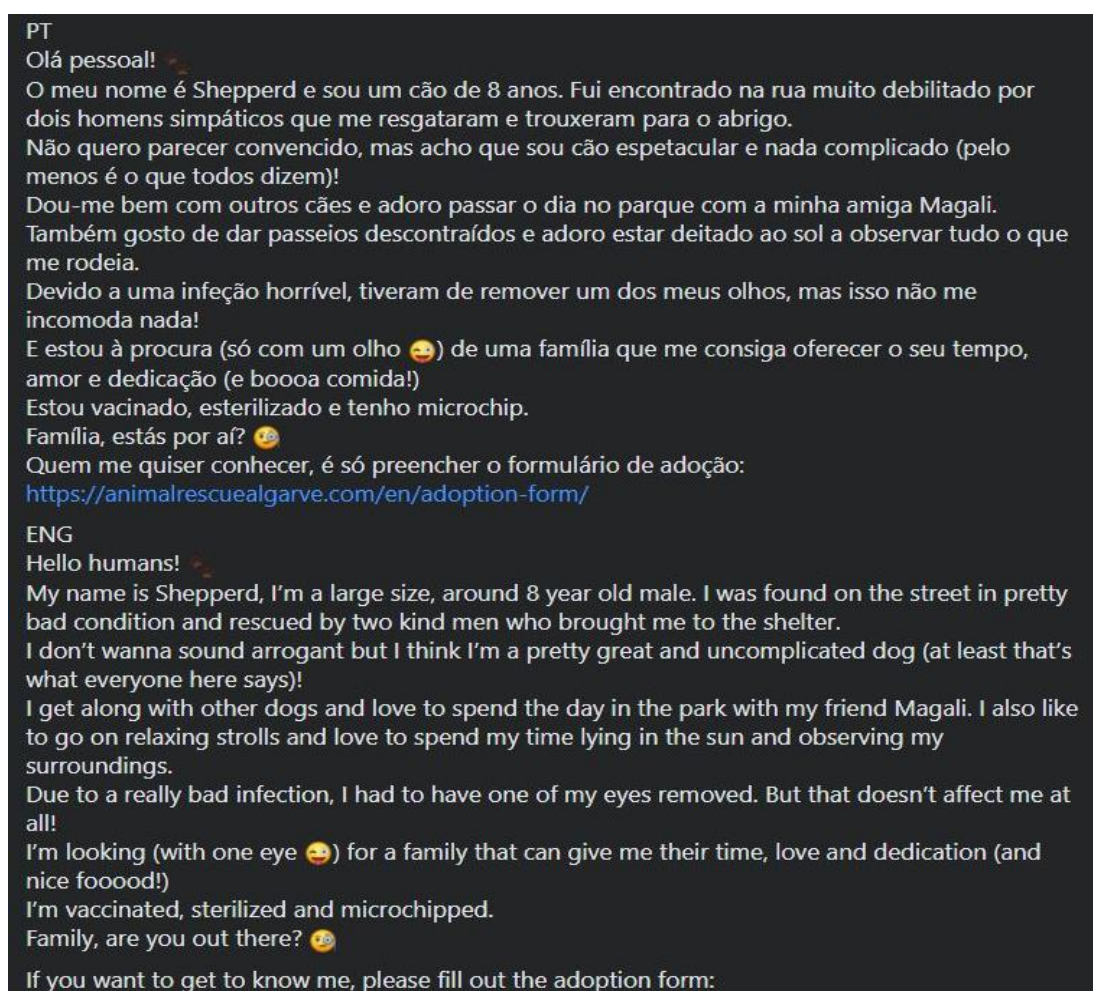 PT
Olá pessoal! 🐾
O meu nome é Shepperd e sou um cão de 8 anos. Fui encontrado na rua muito debilitado por
dois homens simpáticos que me resgataram e trouxeram para o abrigo.
Não quero parecer convencido, mas acho que sou cão espetacular e nada complicado (pelo
menos é o que todos dizem)!
Dou-me bem com outros cães e adoro passar o dia no parque com a minha amiga Magali.
Também gosto de dar passeios descontraídos e adoro estar deitado ao sol a observar tudo o que
me rodeia.
Devido a uma infeção horrível, tiveram de remover um dos meus olhos, mas isso não me
incomoda nada!
E estou à procura (só com um olho 😜) de uma família que me consiga oferecer o seu tempo,
amor e dedicação (e boooa comida!)
Estou vacinado, esterilizado e tenho microchip.
Família, estás por aí? 🧐
Quem me quiser conhecer, é só preencher o formulário de adoção:
https://animalrescuealgarve.com/en/adoption-form/
ENG
Hello humans! 🐾
My name is Shepperd, I’m a large size, around 8 year old male. I was found on the street in pretty
bad condition and rescued by two kind men who brought me to the shelter.
I don’t wanna sound arrogant but I think I’m a pretty great and uncomplicated dog (at least that’s
what everyone here says)!
I get along with other dogs and love to spend the day in the park with my friend Magali. I also like
to go on relaxing strolls and love to spend my time lying in the sun and observing my
surroundings.
Due to a really bad infection, I had to have one of my eyes removed. But that doesn’t affect me at
all!
I’m looking (with one eye 😜) for a family that can give me their time, love and dedication (and
nice fooood!)
I’m vaccinated, sterilized and microchipped.
Family, are you out there? 🧐
If you want to get to know me, please fill out the adoption form: